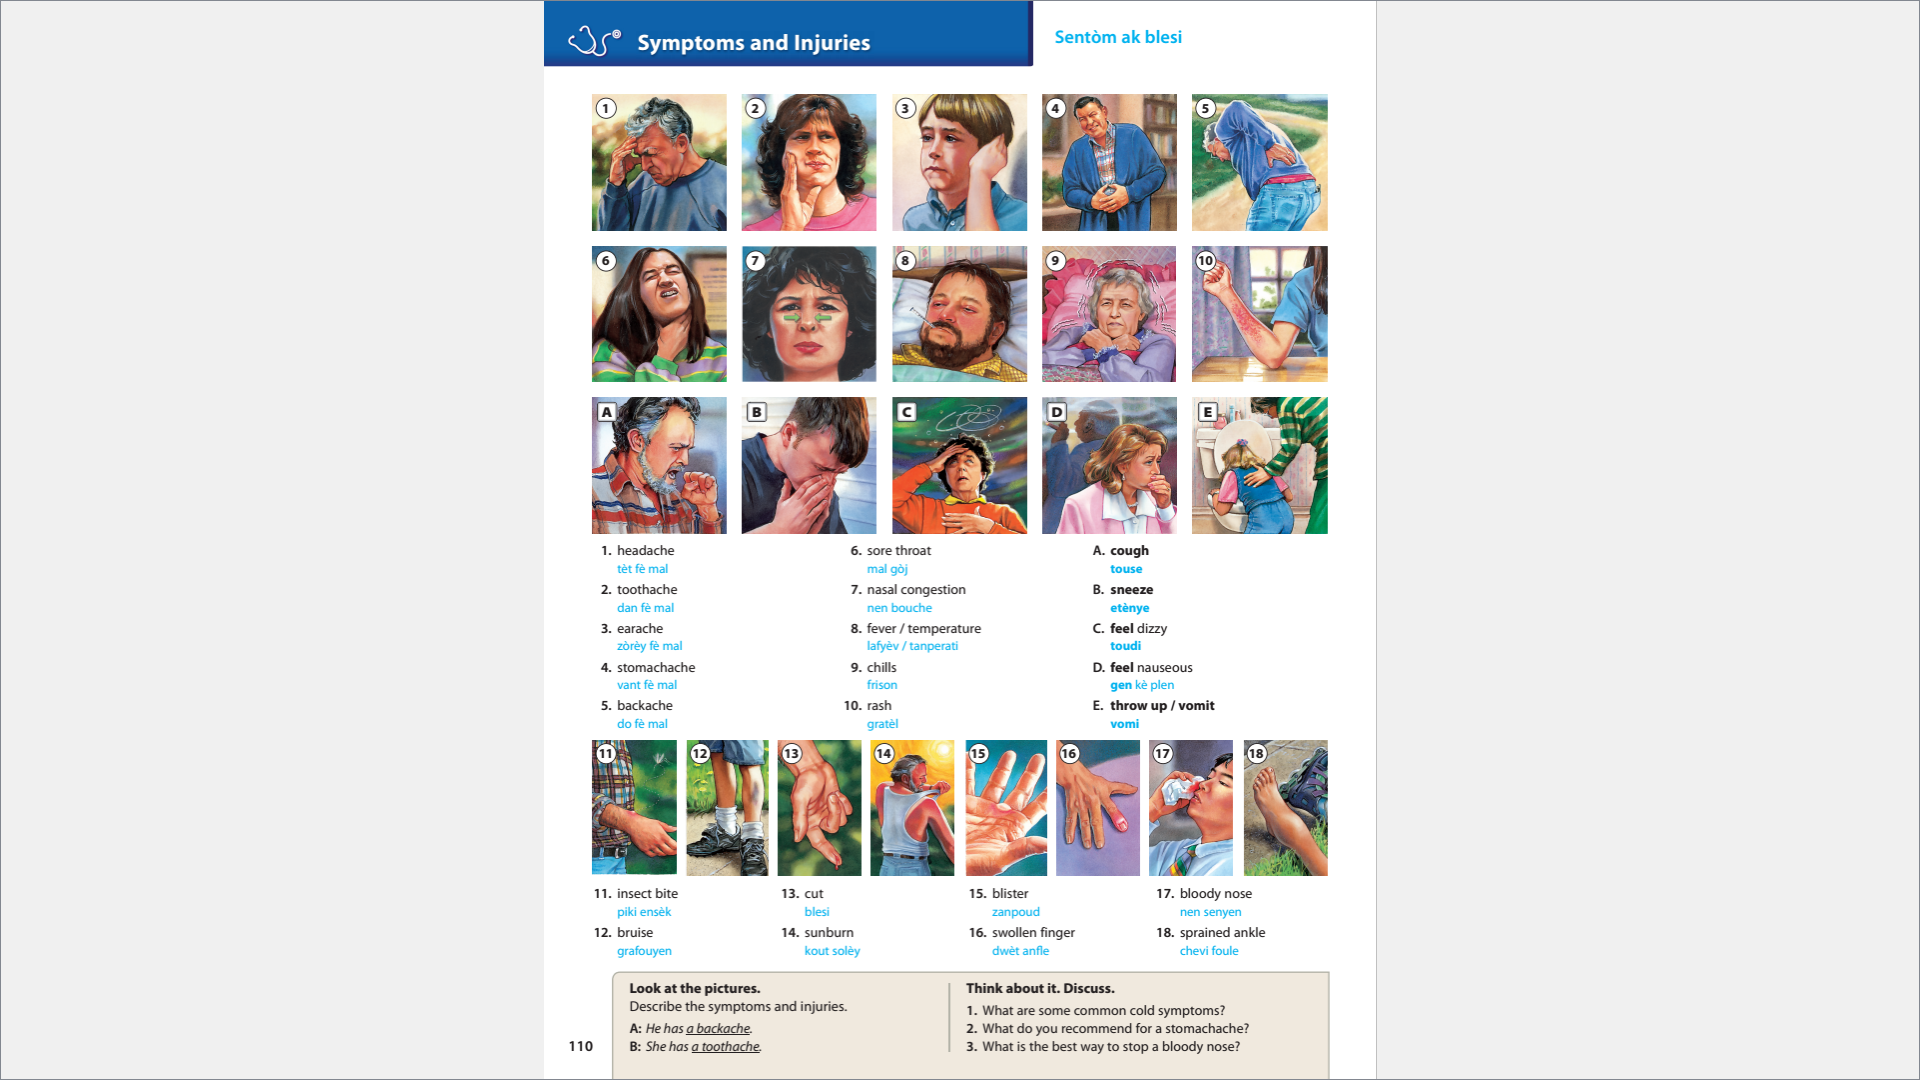 Symptoms and Injuries
Sentòm ak blesi
1
2
3
4
5
6
7
8
9
10
A
B
C
D
E
1. headache
tèt fè mal
2. toothache
dan fè mal
3. earache
zòrèy fè mal
4. stomachache
vant fè mal
5. backache
do fè mal
6. sore throat
mal gòj
7. nasal congestion
nen bouche
8. fever / temperature
lafyèv / tanperati
9. chills
frison
10. rash
gratèl
A. cough
touse
B. sneeze
etènye
C. feel dizzy
toudi
D. feel nauseous
gen kè plen
E. throw up / vomit
vomi
11
12
13
14
15
16
17
18
11. insect bite
piki ensèk
12. bruise
grafouyen
13. cut
blesi
14. sunburn
kout solèy
15. blister
zanpoud
16. swollen finger
dwèt anfle
17. bloody nose
nen senyen
18. sprained ankle
chevi foule
Look at the pictures.
Describe the symptoms and injuries.
A: He has a backache.
B: She has a toothache.
Think about it. Discuss.
1. What are some common cold symptoms?
2. What do you recommend for a stomachache?
3. What is the best way to stop a bloody nose?
110